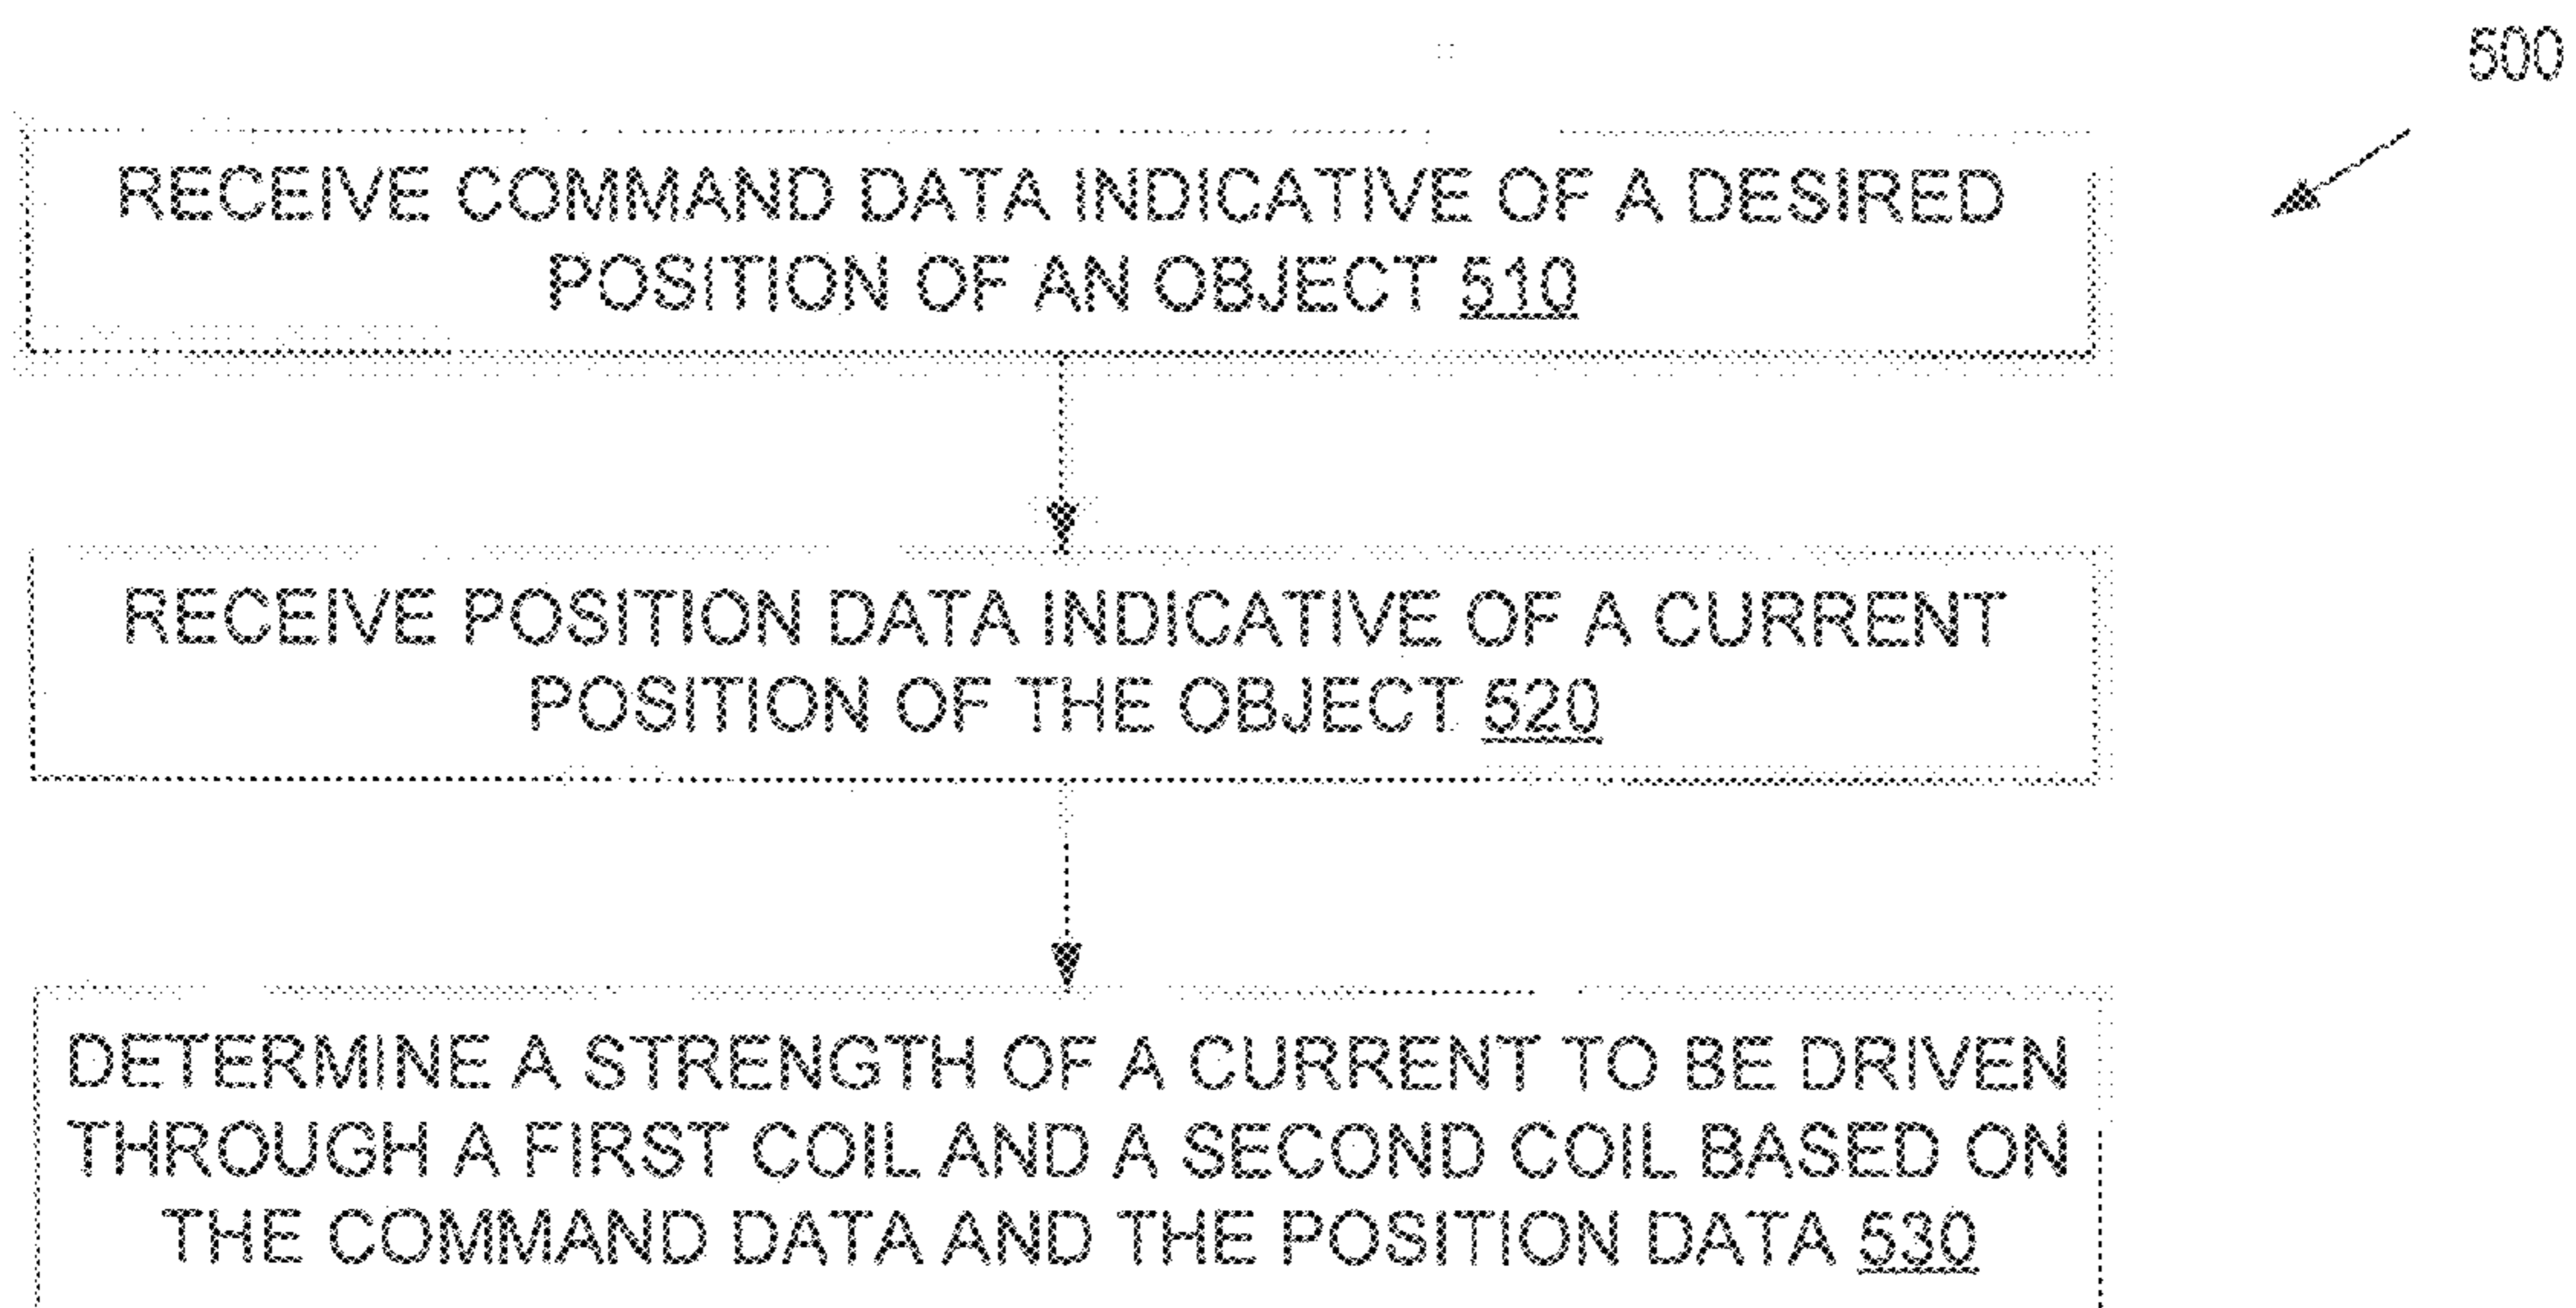 500
RECEIVE COMMAND DATA INDICATIVE OF A DESIRED
POSITION OF AN OBJECT 510
RECEIVE POSITION DATA INDICATIVE OF A CURRENT
POSITION OF THE OBJECT 520
DETERMINE A STRENGTH OF A CURRENT TO BE DRIVEN
THROUGH A FIRST COIL AND A SECOND COIL BASED ON
THE COMMAND DATA AND THE POSITION DATA 530